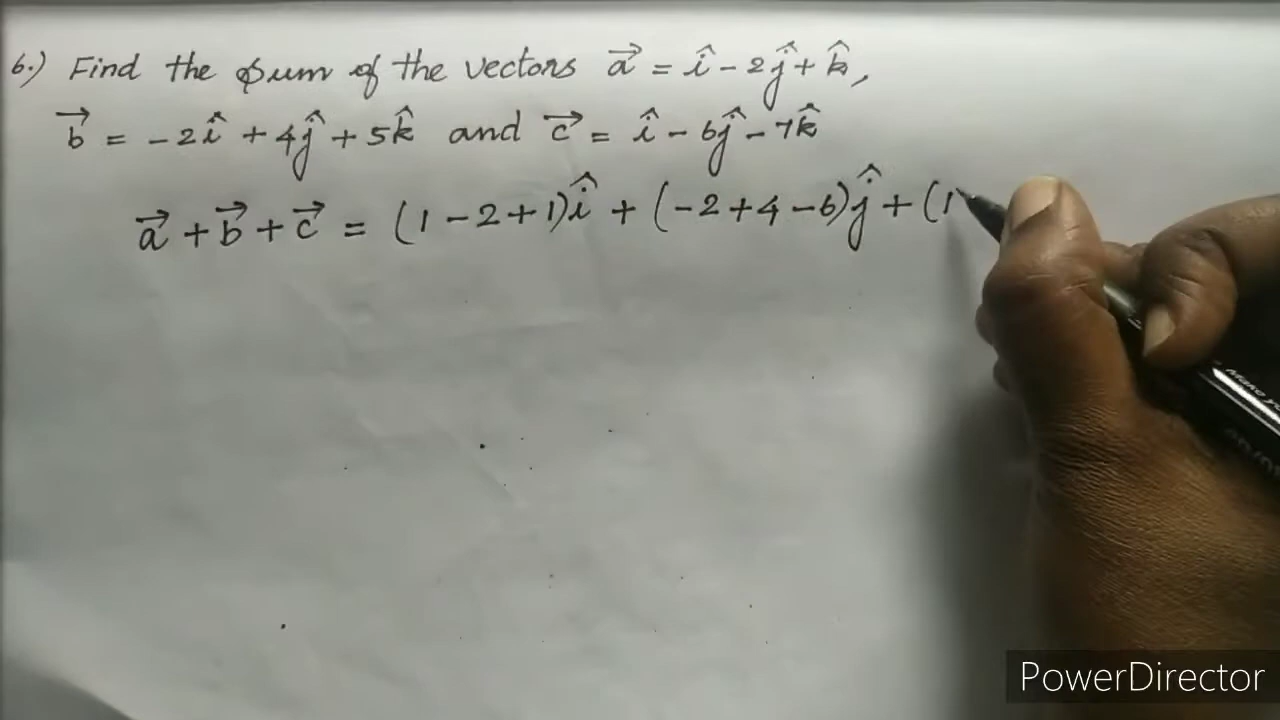 6.) Find the sum of the vectors a⃗ = î - 2ĵ + k̂,
b⃗ = -2î + 4ĵ + 5k̂ and c⃗ = î - 6ĵ - 7k̂
a⃗ + b⃗ + c⃗ = (1 - 2 + 1)î + (-2 + 4 - 6)ĵ + (1
PowerDirector